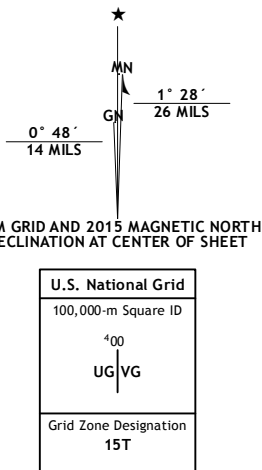 ★
MN
1° 28´
26 MILS
GN
0° 48´
14 MILS
M GRID AND 2015 MAGNETIC NORTH
ECLINATION AT CENTER OF SHEET
U.S. National Grid
100,000-m Square ID
⁴00
UG VG
Grid Zone Designation
15T